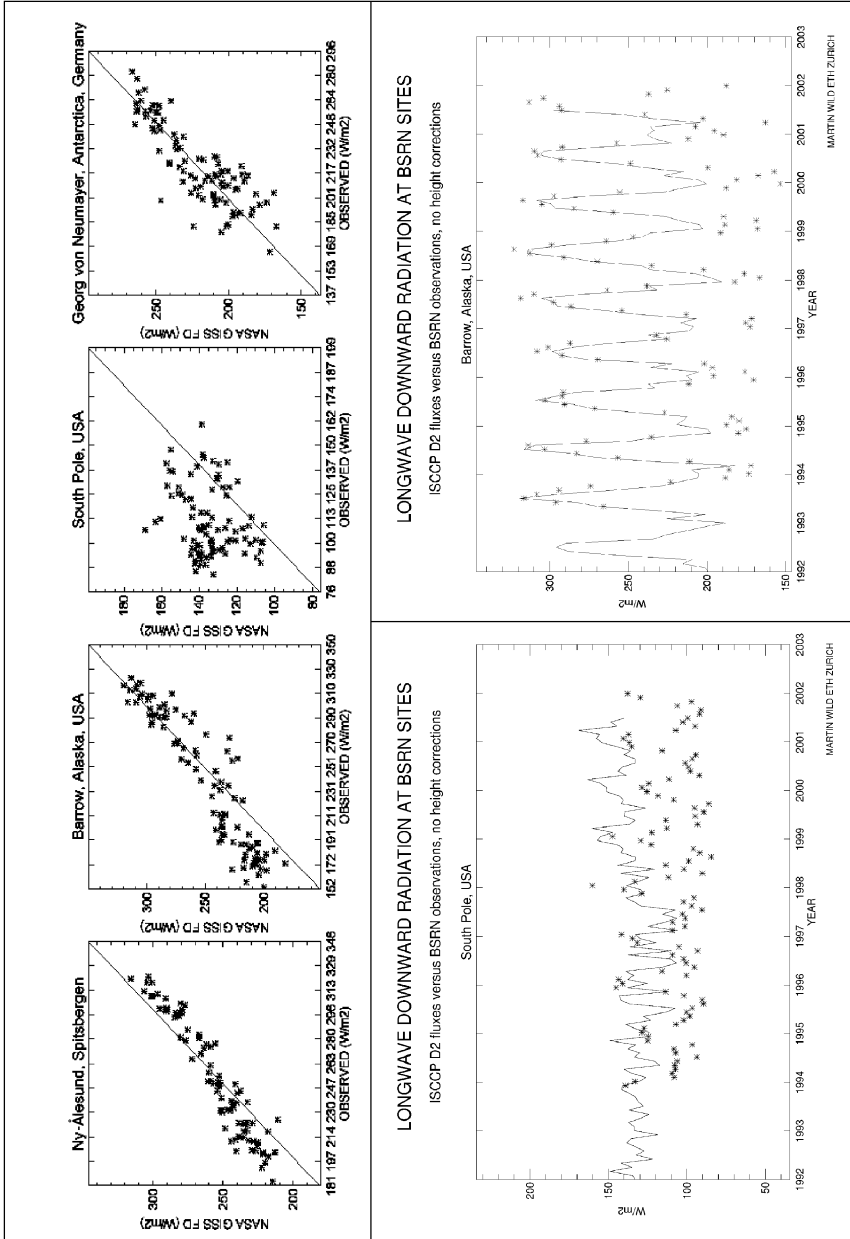 Ny-Ålesund, Spitsbergen
NASA GISS FD (W/m2)
300
250
200
181 197 214 230 247 263 280 296 313 329 346
OBSERVED (W/m2)
Barrow, Alaska, USA
NASA GISS FD (W/m2)
300
250
200
152 172 191 211 231 251 270 290 310 330 350
OBSERVED (W/m2)
South Pole, USA
NASA GISS FD (W/m2)
180
160
140
120
100
80
76 88 100 113 125 137 150 162 174 187 199
OBSERVED (W/m2)
Georg von Neumayer, Antarctica, Germany
NASA GISS FD (W/m2)
250
200
150
137 153 169 185 201 217 232 248 264 280 296
OBSERVED (W/m2)
LONGWAVE DOWNWARD RADIATION AT BSRN SITES
ISCCP D2 fluxes versus BSRN observations, no height corrections
South Pole, USA
W/m2
200
150
100
50
1992 1993 1994 1995 1996 1997 1998 1999 2000 2001 2002 2003
YEAR
MARTIN WILD ETH ZURICH
LONGWAVE DOWNWARD RADIATION AT BSRN SITES
ISCCP D2 fluxes versus BSRN observations, no height corrections
Barrow, Alaska, USA
W/m2
300
250
200
150
1992 1993 1994 1995 1996 1997 1998 1999 2000 2001 2002 2003
YEAR
MARTIN WILD ETH ZURICH